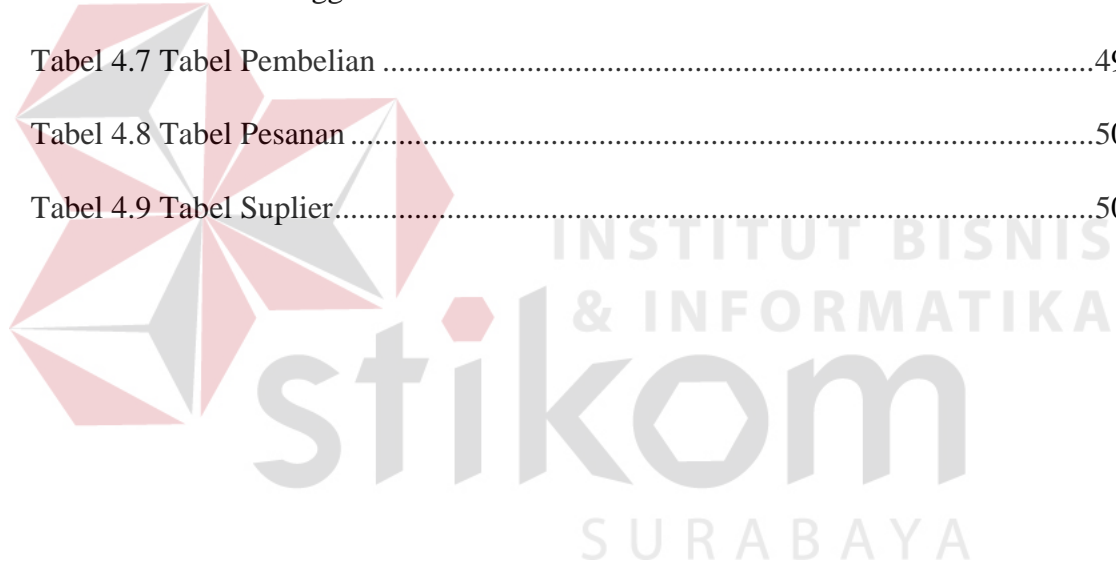 Tabel 4.7 Tabel Pembelian ........................................................................................49
Tabel 4.8 Tabel Pesanan ............................................................................................50
Tabel 4.9 Tabel Suplier..............................................................................................50
INSTITUT BISNIS
& INFORMATIKA
stikom
SURABAYA